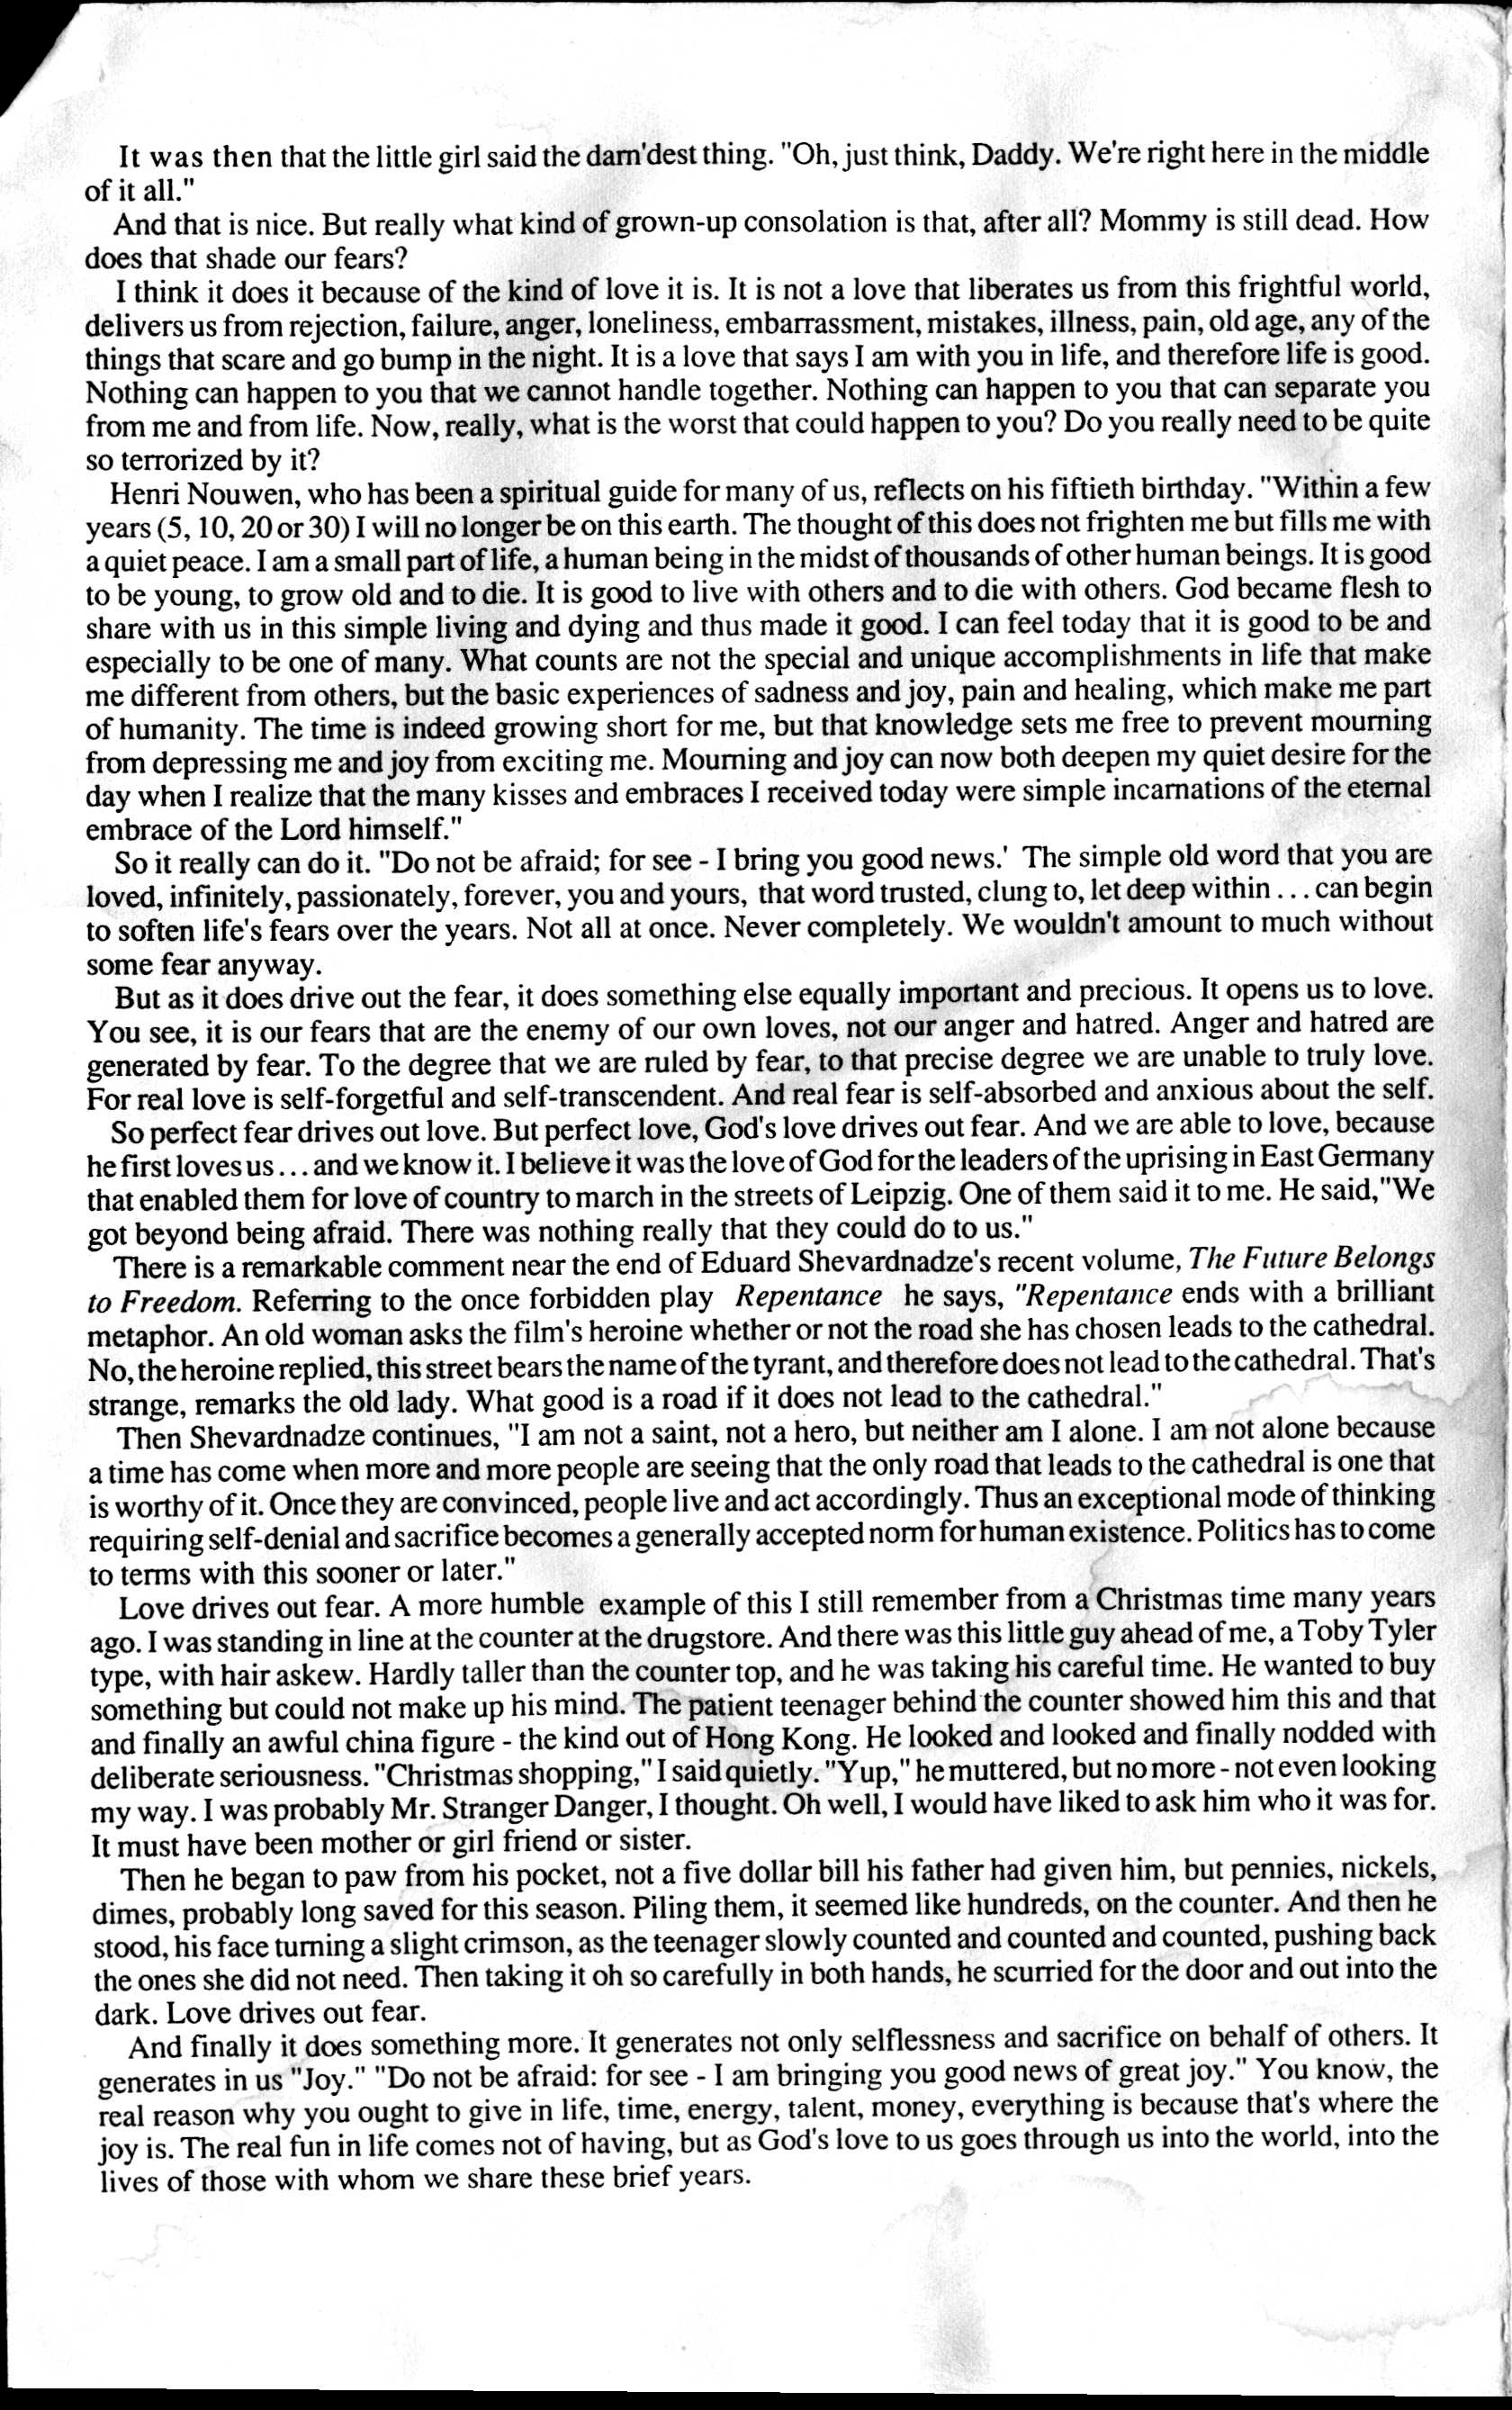 It was then that the little girl said the darn'dest thing. "Oh, just think, Daddy. We're right here in the middle
of it all."
And that is nice. But really what kind of grown-up consolation is that, after all? Mommy is still dead. How
does that shade our fears?
I think it does it because of the kind of love it is. It is not a love that liberates us from this frightful world,
delivers us from rejection, failure, anger, loneliness, embarrassment, mistakes, illness, pain, old age, any of the
things that scare and go bump in the night. It is a love that says I am with you in life, and therefore life is good.
Nothing can happen to you that we cannot handle together. Nothing can happen to you that can separate you
from me and from life. Now, really, what is the worst that could happen to you? Do you really need to be quite
so terrorized by it?
Henri Nouwen, who has been a spiritual guide for many of us, reflects on his fiftieth birthday. "Within a few
years (5, 10, 20 or 30) I will no longer be on this earth. The thought of this does not frighten me but fills me with
a quiet peace. I am a small part of life, a human being in the midst of thousands of other human beings. It is good
to be young, to grow old and to die. It is good to live with others and to die with others. God became flesh to
share with us in this simple living and dying and thus made it good. I can feel today that it is good to be and
especially to be one of many. What counts are not the special and unique accomplishments in life that make
me different from others, but the basic experiences of sadness and joy, pain and healing, which make me part
of humanity. The time is indeed growing short for me, but that knowledge sets me free to prevent mourning
from depressing me and joy from exciting me. Mourning and joy can now both deepen my quiet desire for the
day when I realize that the many kisses and embraces I received today were simple incarnations of the eternal
embrace of the Lord himself."
So it really can do it. "Do not be afraid; for see - I bring you good news.' The simple old word that you are
loved, infinitely, passionately, forever, you and yours, that word trusted, clung to, let deep within . . . can begin
to soften life's fears over the years. Not all at once. Never completely. We wouldn't amount to much without
some fear anyway.
But as it does drive out the fear, it does something else equally important and precious. It opens us to love.
You see, it is our fears that are the enemy of our own loves, not our anger and hatred. Anger and hatred are
generated by fear. To the degree that we are ruled by fear, to that precise degree we are unable to truly love.
For real love is self-forgetful and self-transcendent. And real fear is self-absorbed and anxious about the self.
So perfect fear drives out love. But perfect love, God's love drives out fear. And we are able to love, because
he first loves us . . . and we know it. I believe it was the love of God for the leaders of the uprising in East Germany
that enabled them for love of country to march in the streets of Leipzig. One of them said it to me. He said,"We
got beyond being afraid. There was nothing really that they could do to us."
There is a remarkable comment near the end of Eduard Shevardnadze's recent volume, The Future Belongs
to Freedom. Referring to the once forbidden play Repentance he says, "Repentance ends with a brilliant
metaphor. An old woman asks the film's heroine whether or not the road she has chosen leads to the cathedral.
No, the heroine replied, this street bears the name of the tyrant, and therefore does not lead to the cathedral. That's
strange, remarks the old lady. What good is a road if it does not lead to the cathedral."
Then Shevardnadze continues, "I am not a saint, not a hero, but neither am I alone. I am not alone because
a time has come when more and more people are seeing that the only road that leads to the cathedral is one that
is worthy of it. Once they are convinced, people live and act accordingly. Thus an exceptional mode of thinking
requiring self-denial and sacrifice becomes a generally accepted norm for human existence. Politics has to come
to terms with this sooner or later."
Love drives out fear. A more humble example of this I still remember from a Christmas time many years
ago. I was standing in line at the counter at the drugstore. And there was this little guy ahead of me, a Toby Tyler
type, with hair askew. Hardly taller than the counter top, and he was taking his careful time. He wanted to buy
something but could not make up his mind. The patient teenager behind the counter showed him this and that
and finally an awful china figure - the kind out of Hong Kong. He looked and looked and finally nodded with
deliberate seriousness. "Christmas shopping," I said quietly. "Yup," he muttered, but no more - not even looking
my way. I was probably Mr. Stranger Danger, I thought. Oh well, I would have liked to ask him who it was for.
It must have been mother or girl friend or sister.
Then he began to paw from his pocket, not a five dollar bill his father had given him, but pennies, nickels,
dimes, probably long saved for this season. Piling them, it seemed like hundreds, on the counter. And then he
stood, his face turning a slight crimson, as the teenager slowly counted and counted and counted, pushing back
the ones she did not need. Then taking it oh so carefully in both hands, he scurried for the door and out into the
dark. Love drives out fear.
And finally it does something more. It generates not only selflessness and sacrifice on behalf of others. It
generates in us "Joy." "Do not be afraid: for see - I am bringing you good news of great joy." You know, the
real reason why you ought to give in life, time, energy, talent, money, everything is because that's where the
joy is. The real fun in life comes not of having, but as God's love to us goes through us into the world, into the
lives of those with whom we share these brief years.